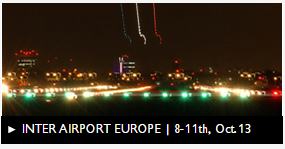 ► INTER AIRPORT EUROPE | 8-11th, Oct.13